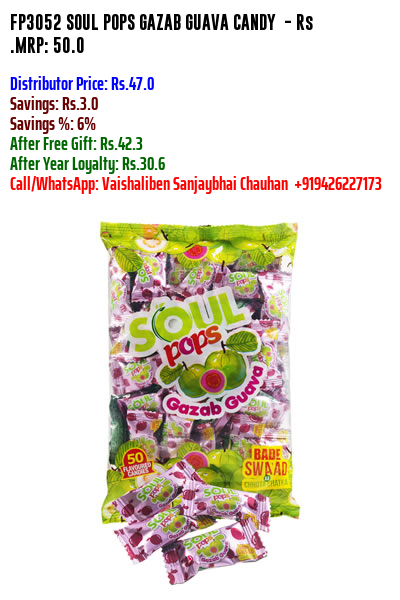 FP3052 SOUL POPS GAZAB GUAVA CANDY - Rs
.MRP: 50.0
Distributor Price: Rs.47.0
Savings: Rs.3.0
Savings %: 6%
After Free Gift: Rs.42.3
After Year Loyalty: Rs.30.6
Call/WhatsApp: Vaishaliben Sanjaybhai Chauhan +919426227173
SOUL
pops
Gazab Guava
50
FLAVOURED
CANDIES
BADE
SWAAD